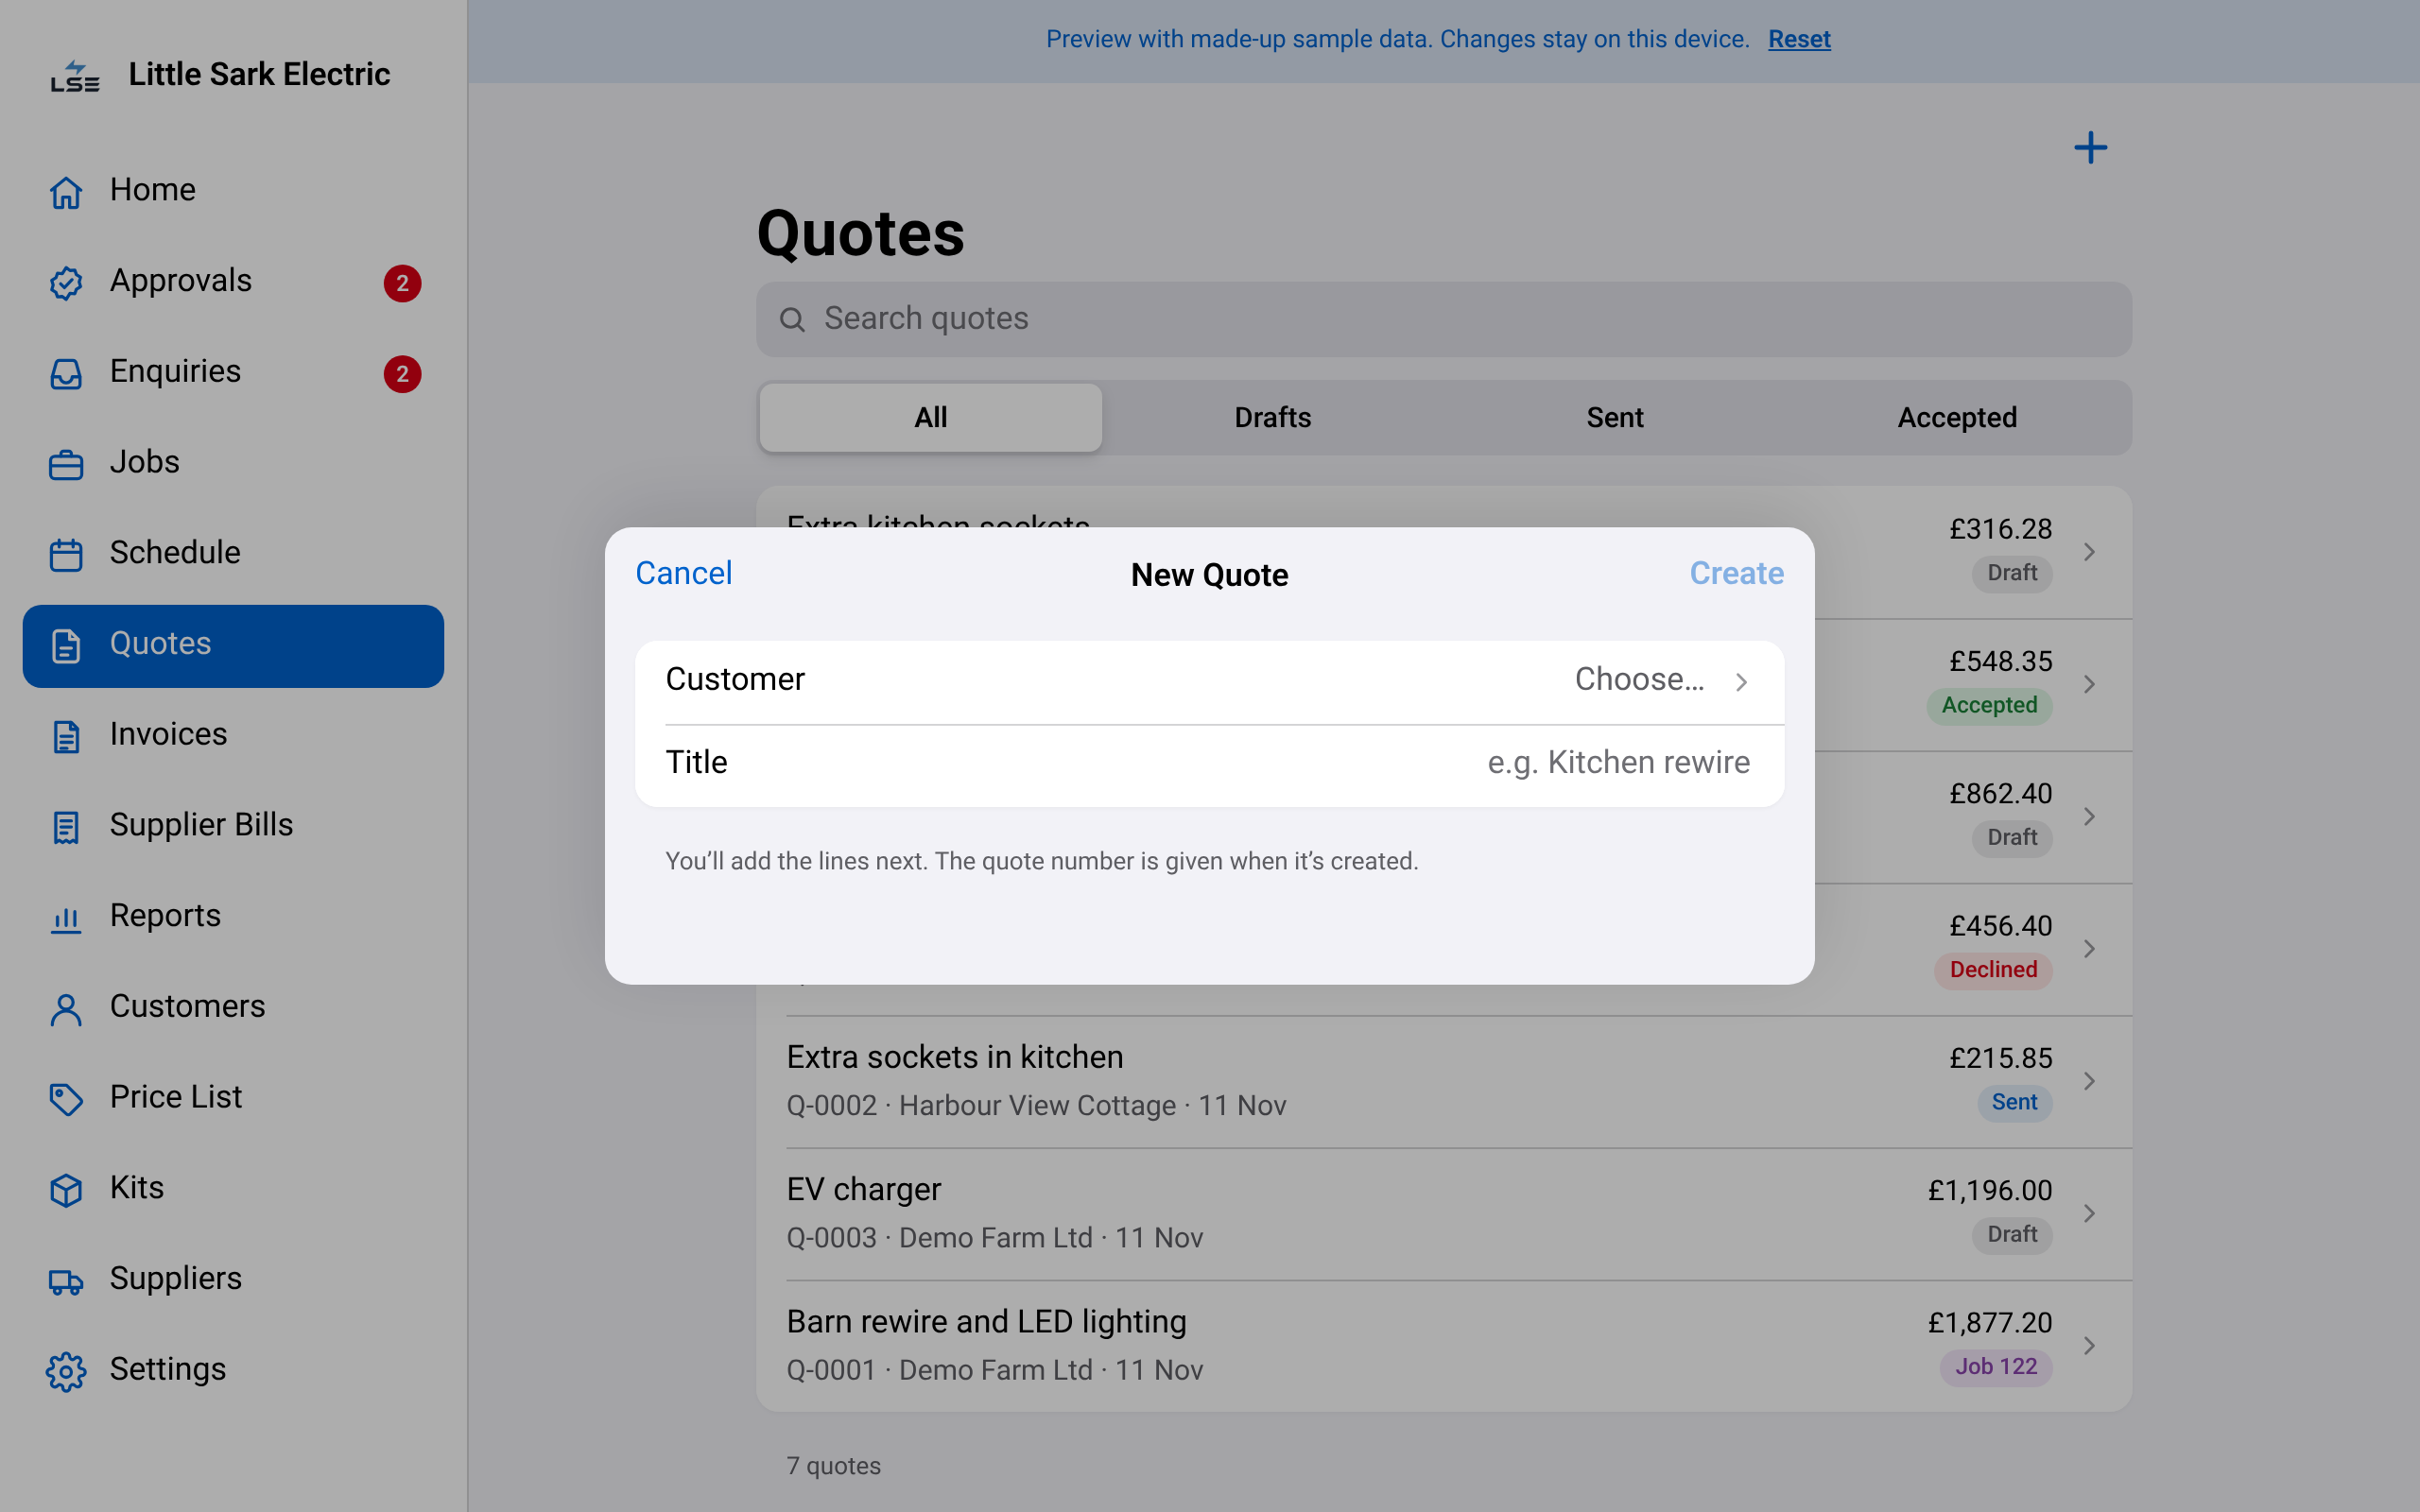 Preview with made-up sample data. Changes stay on this device. Reset
LSE Little Sark Electric
Home
Approvals 2
Enquiries 2
Jobs
Schedule
Quotes
Invoices
Supplier Bills
Reports
Customers
Price List
Kits
Suppliers
Settings
Quotes
Search quotes
All Drafts Sent Accepted
Extra kitchen sockets £316.28
Draft
£548.35
Accepted
£862.40
Draft
£456.40
Declined
Cancel New Quote Create
Customer Choose…
Title e.g. Kitchen rewire
You’ll add the lines next. The quote number is given when it’s created.
Extra sockets in kitchen £215.85
Q-0002 · Harbour View Cottage · 11 Nov Sent
EV charger £1,196.00
Q-0003 · Demo Farm Ltd · 11 Nov Draft
Barn rewire and LED lighting £1,877.20
Q-0001 · Demo Farm Ltd · 11 Nov Job 122
7 quotes